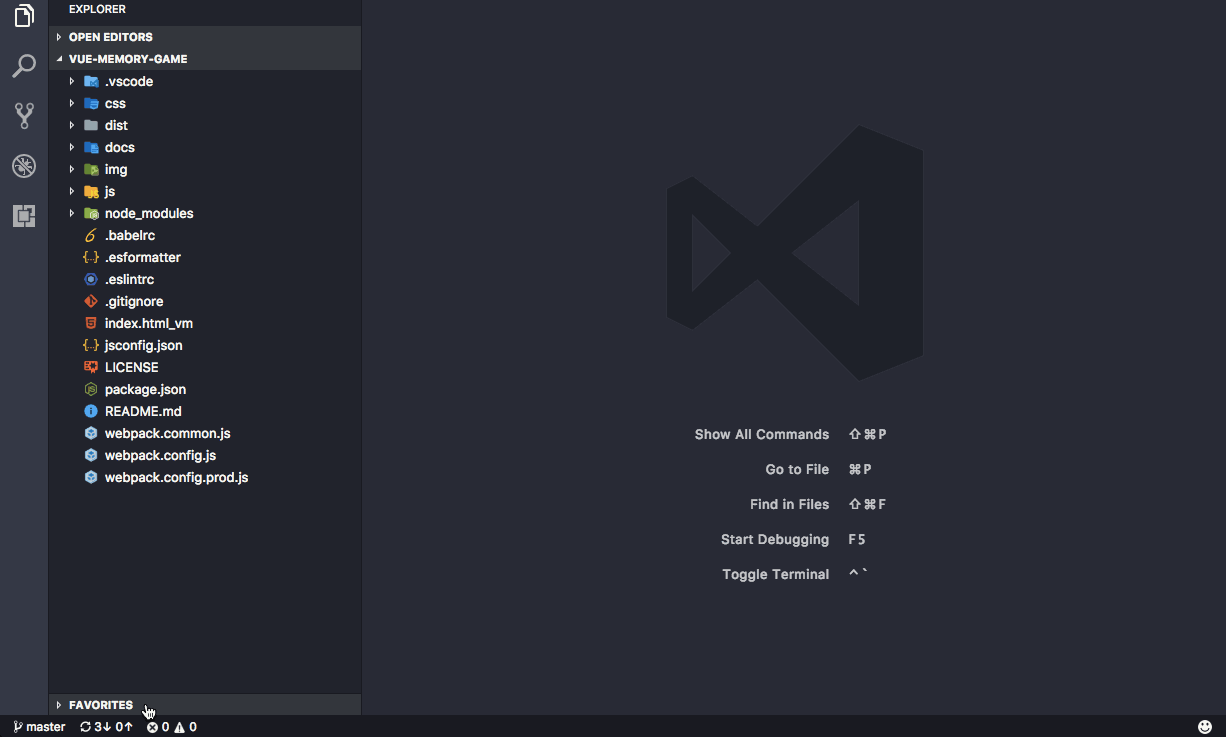 EXPLORER
OPEN EDITORS
VUE-MEMORY-GAME
.vscode
css
dist
docs
img
js
node_modules
.babelrc
.esformatter
.eslintrc
.gitignore
index.html_vm
jsconfig.json
LICENSE
package.json
README.md
webpack.common.js
webpack.config.js
webpack.config.prod.js
Show All Commands ⇧⌘P
Go to File ⌘P
Find in Files ⇧⌘F
Start Debugging F5
Toggle Terminal ^`
FAVORITES
master 3↓ 0↑ 0 0